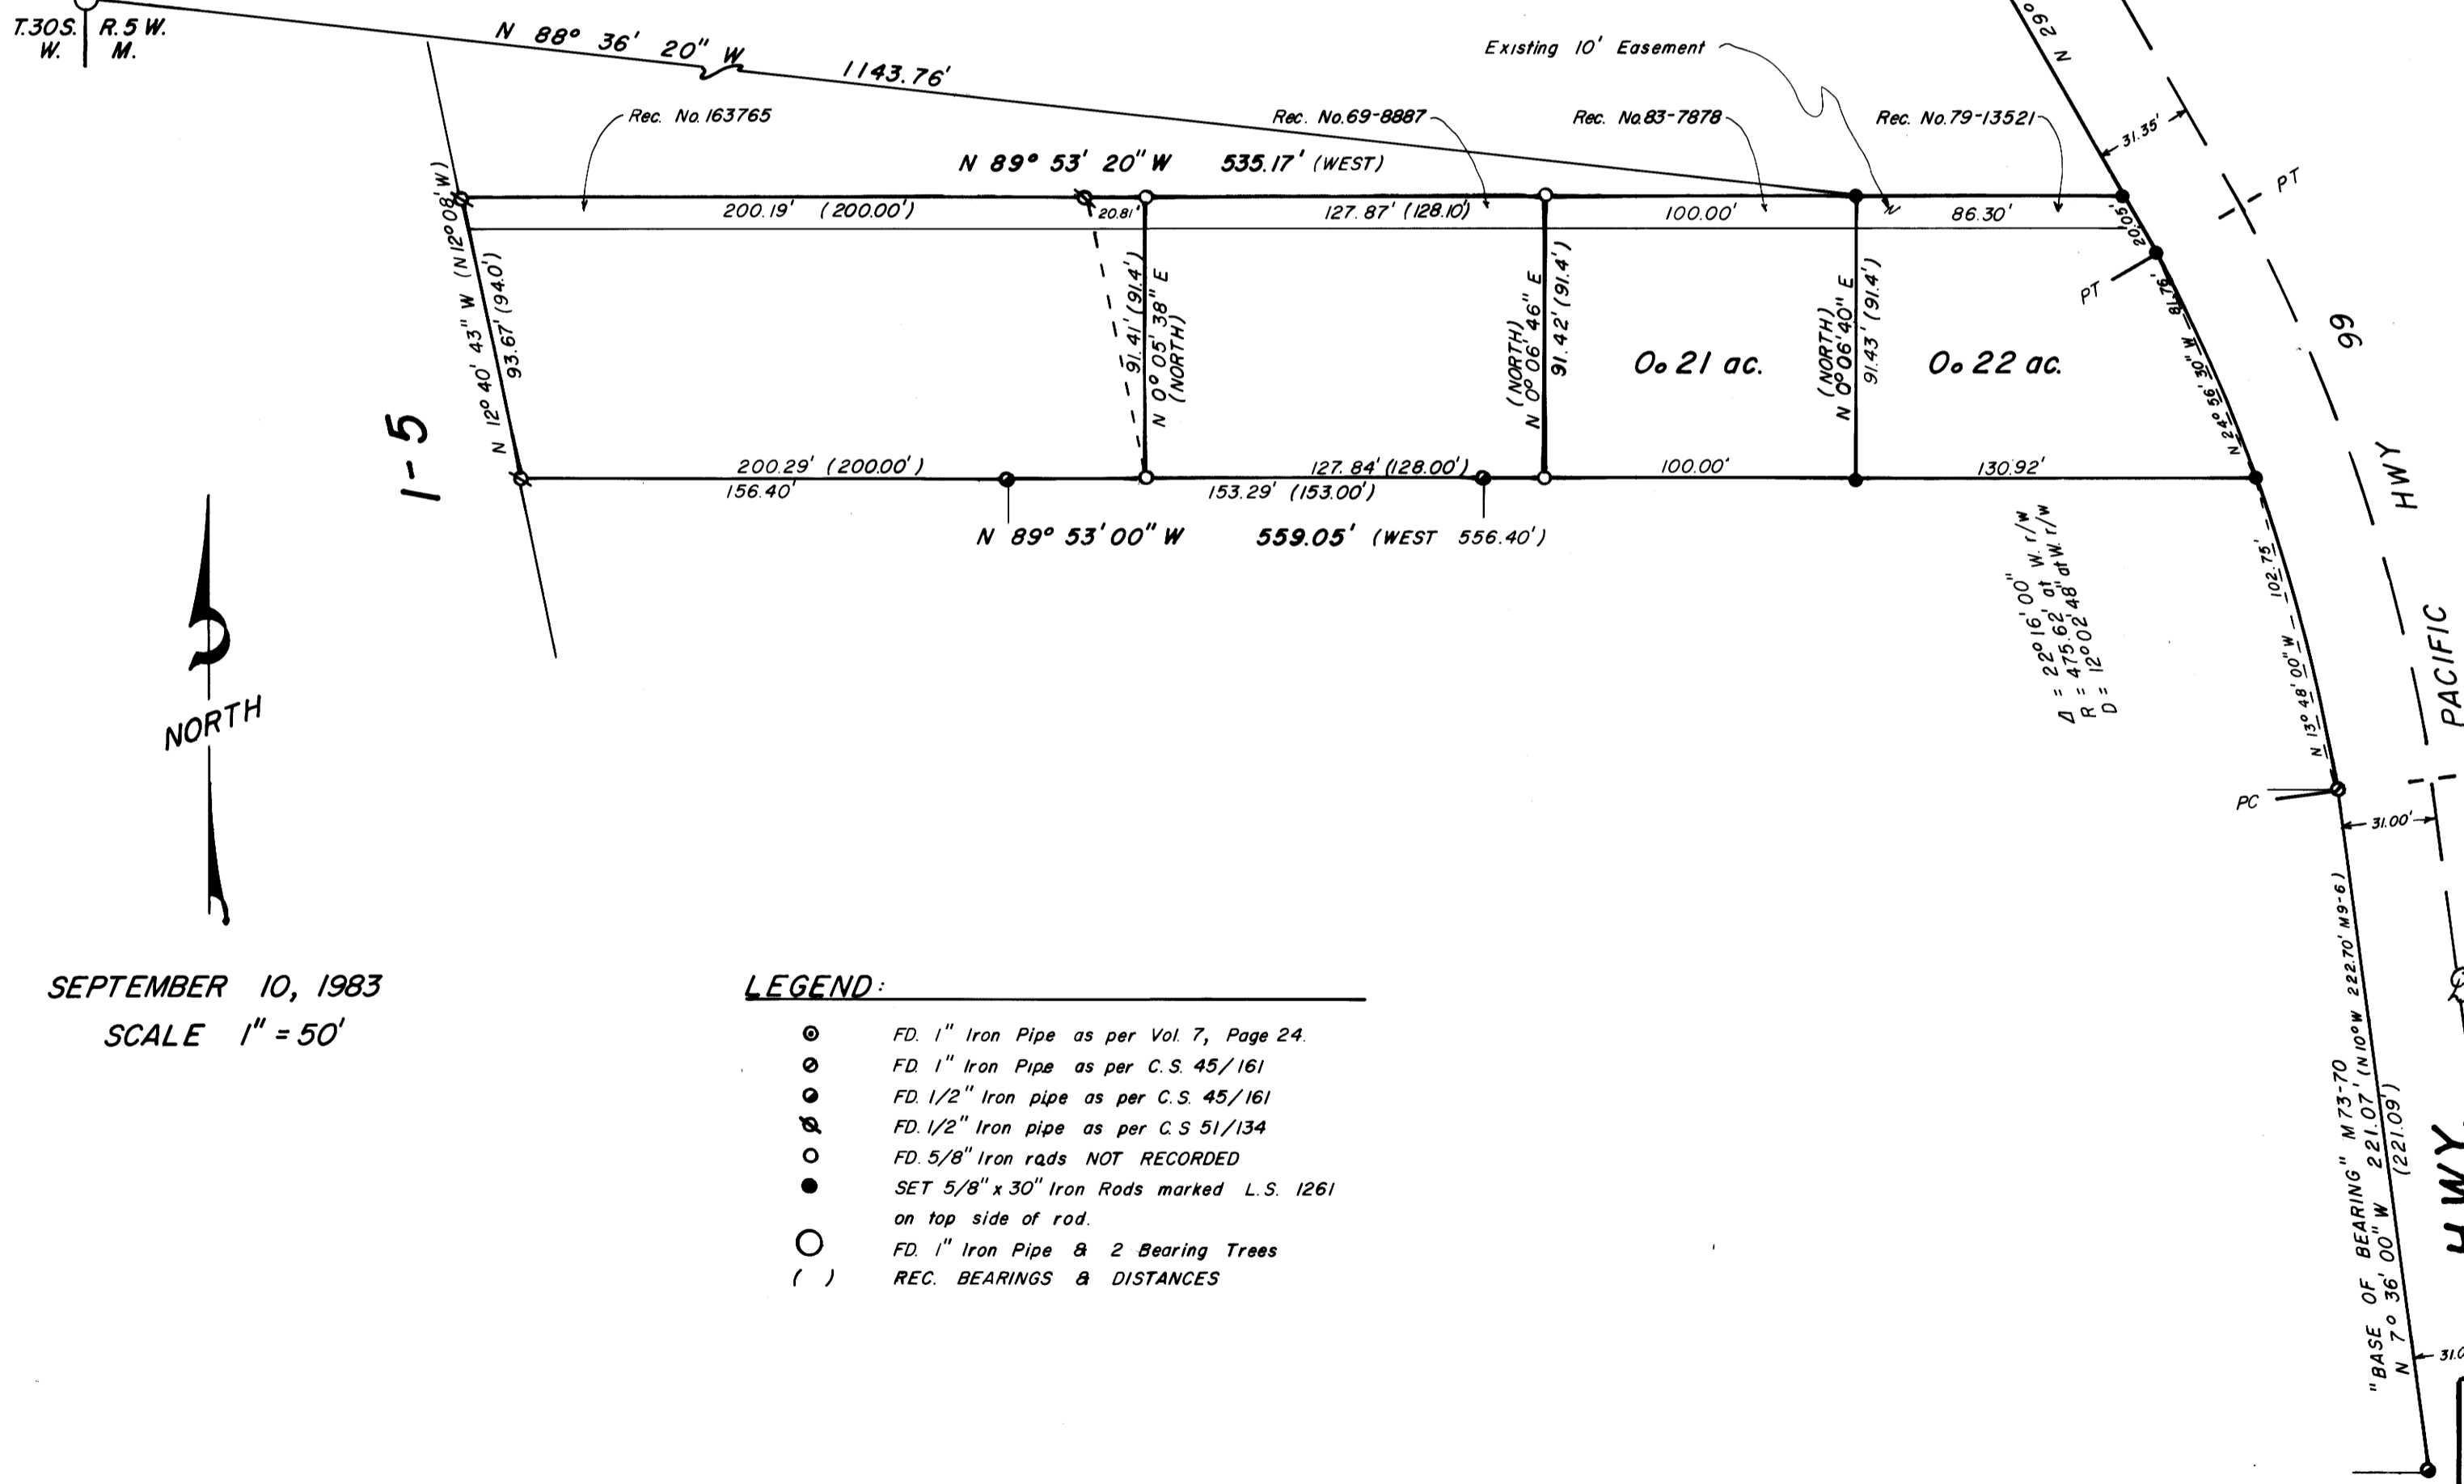 T.30S. R.5 W.
W. M.
N 88° 36' 20" W 1143.76'
Existing 10' Easement
N 29°
31.35'
PT
Rec. No. 163765
Rec. No.69-8887
Rec. No.83-7878
Rec. No.79-13521
N 89° 53' 20" W 535.17' (WEST)
200.19' (200.00')
20.81'
127.87' (128.10')
100.00'
86.30'
20.05'
PT
N 12° 40' 43" W (N 12° 08' W)
93.67' (94.0')
91.41' (91.4')
N 0° 05' 38" E
(NORTH)
(NORTH)
N 0° 06' 46" E
91.42' (91.4')
0.21 ac.
(NORTH)
N 0° 06' 40" E
91.43' (91.4')
0.22 ac.
N 24° 56' 30" W 81.76'
99
HWY
PACIFIC
I-5
200.29' (200.00')
156.40'
127.84' (128.00')
153.29' (153.00')
100.00'
130.92'
N 89° 53' 00" W 559.05' (WEST 556.40')
Δ = 22° 16' 00"
R = 475.62' at W. r/w
D = 12° 02' 48" at W. r/w
N 13° 48' 00" W 102.75'
PC
31.00'
NORTH
SEPTEMBER 10, 1983
SCALE 1" = 50'
LEGEND:
FD. 1" Iron Pipe as per Vol. 7, Page 24.
FD. 1" Iron Pipe as per C.S. 45/161
FD. 1/2" Iron pipe as per C.S. 45/161
FD. 1/2" Iron pipe as per C.S 51/134
FD. 5/8" Iron rods NOT RECORDED
SET 5/8" x 30" Iron Rods marked L.S. 1261
on top side of rod.
FD. 1" Iron Pipe & 2 Bearing Trees
( ) REC. BEARINGS & DISTANCES
"BASE OF BEARING" M 73-70
N 7° 36' 00" W 221.07' (N 10° W 222.70' M9-6)
(221.09')
HWY.
31.0